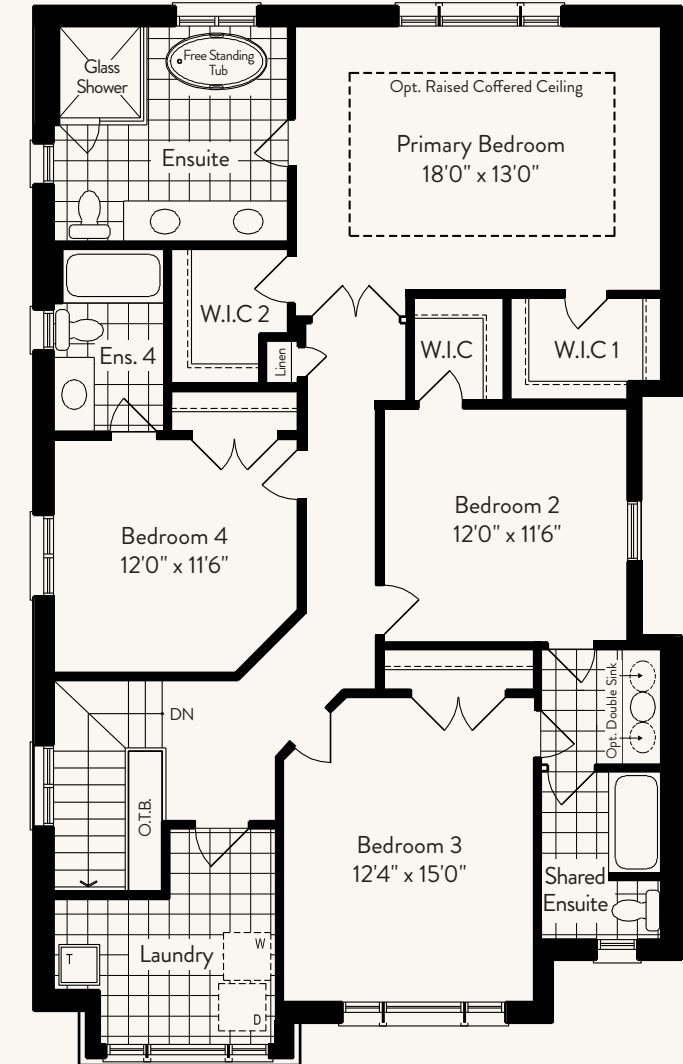 Glass
Shower
Free Standing
Tub
Ensuite
Opt. Raised Coffered Ceiling
Primary Bedroom
18'0" x 13'0"
W.I.C 2
Linen
W.I.C
W.I.C 1
Ens. 4
Bedroom 4
12'0" x 11'6"
Bedroom 2
12'0" x 11'6"
DN
O.T.B.
Opt. Double Sink
Bedroom 3
12'4" x 15'0"
Shared
Ensuite
Laundry
T
W
D